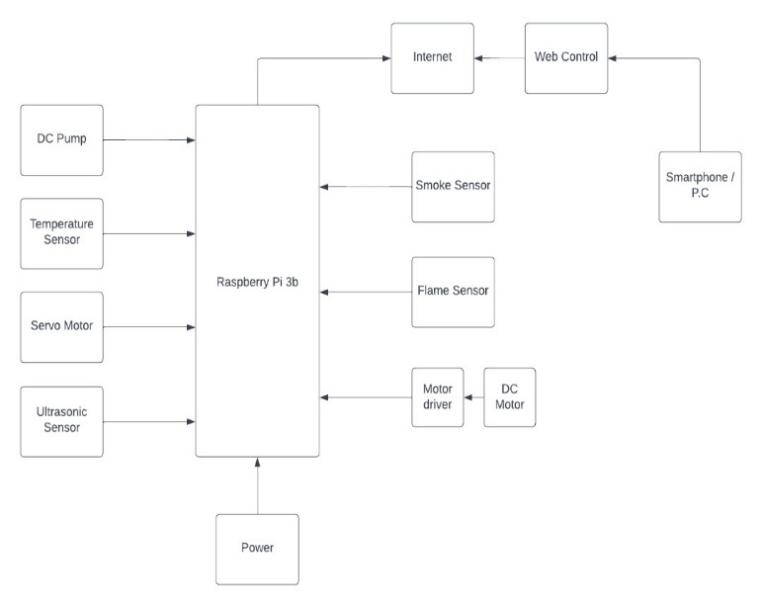 Internet
Web Control
DC Pump
Smoke Sensor
Smartphone /
P.C
Temperature
Sensor
Raspberry Pi 3b
Flame Sensor
Servo Motor
Motor
driver
DC
Motor
Ultrasonic
Sensor
Power